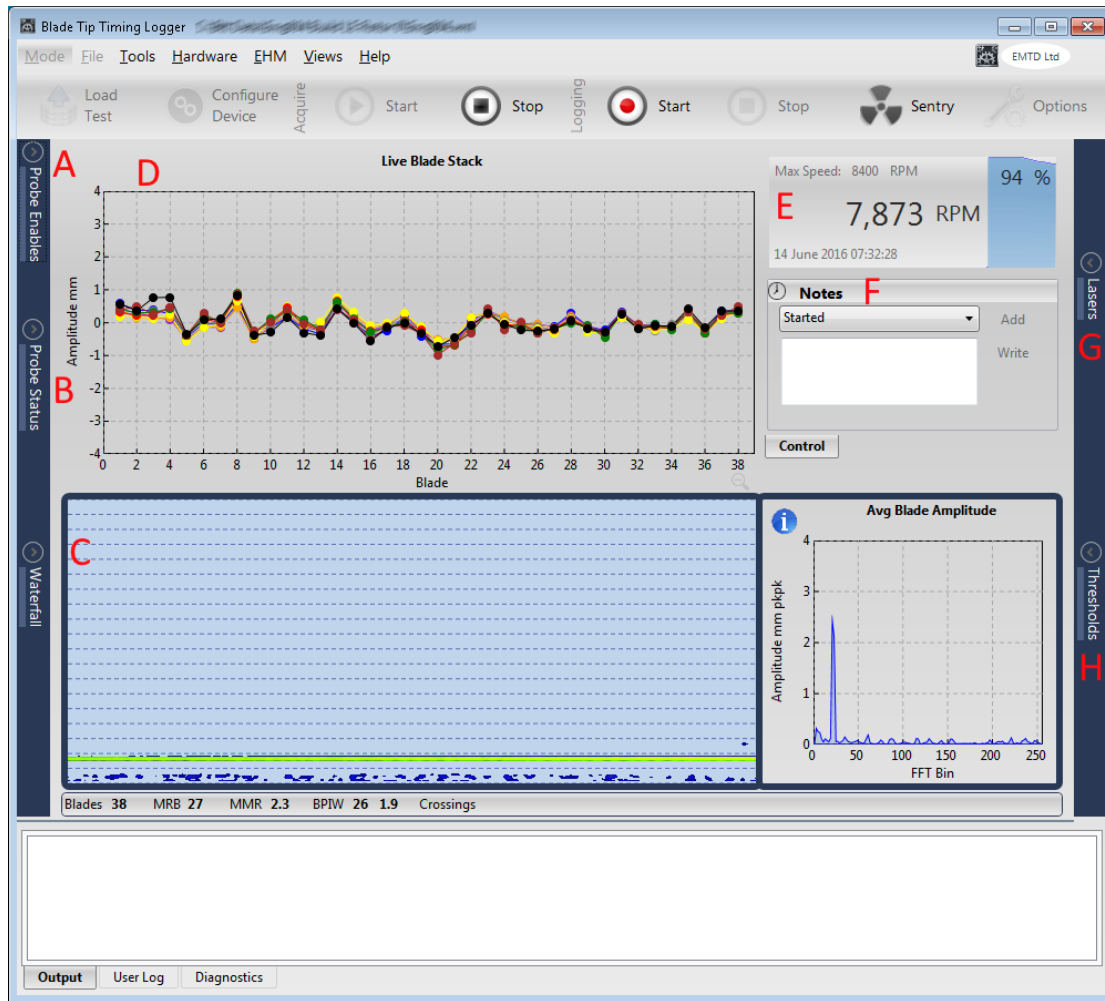 Blade Tip Timing Logger
Mode File Tools Hardware EHM Views Help
EMTD Ltd
Load Test
Configure Device
Acquire
Start
Stop
Logging
Start
Stop
Sentry
Options
A
Probe Enables
B
Probe Status
Waterfall
D
Live Blade Stack
Amplitude mm
4
3
2
1
0
-1
-2
-3
-4
0 2 4 6 8 10 12 14 16 18 20 22 24 26 28 30 32 34 36 38
Blade
Max Speed: 8400 RPM
E
7,873 RPM
94 %
14 June 2016 07:32:28
F
Notes
Started
Add
Write
Control
Lasers
G
Thresholds
H
C
i
Avg Blade Amplitude
Amplitude mm pkpk
4
3
2
1
0
0 50 100 150 200 250
FFT Bin
Blades 38 MRB 27 MMR 2.3 BPIW 26 1.9 Crossings
Output User Log Diagnostics